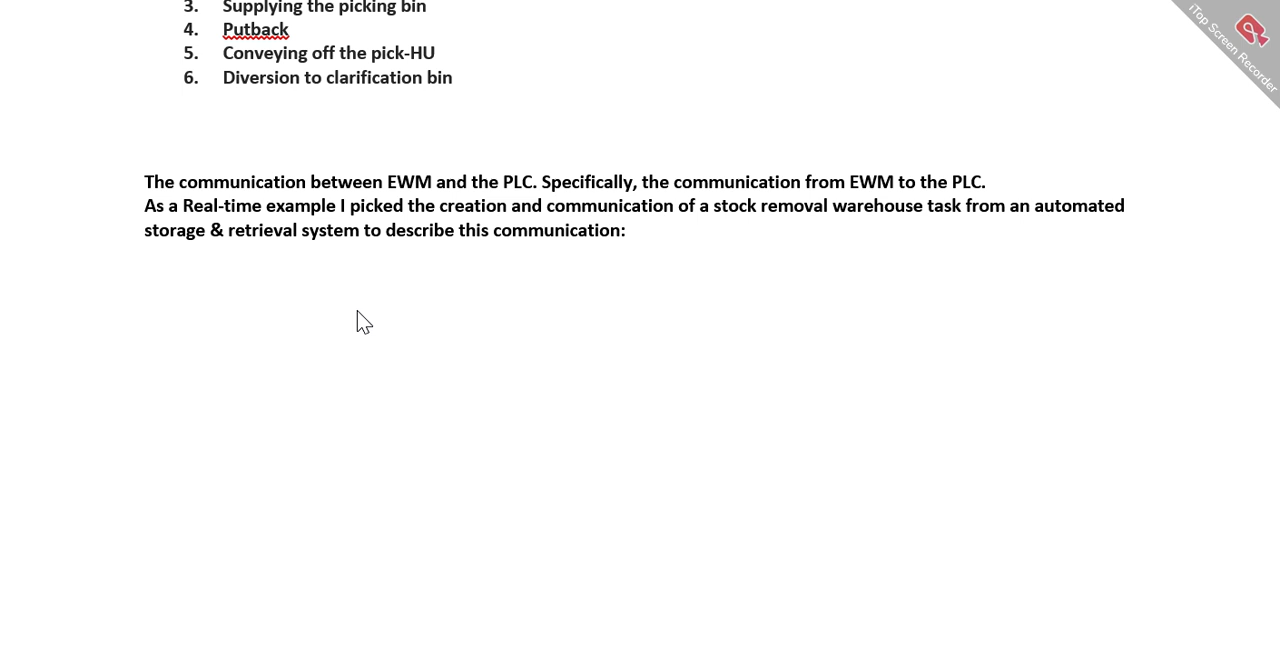 3. Supplying the picking bin
4. Putback
5. Conveying off the pick-HU
6. Diversion to clarification bin
The communication between EWM and the PLC. Specifically, the communication from EWM to the PLC.
As a Real-time example I picked the creation and communication of a stock removal warehouse task from an automated
storage & retrieval system to describe this communication:
iTop Screen Recorder